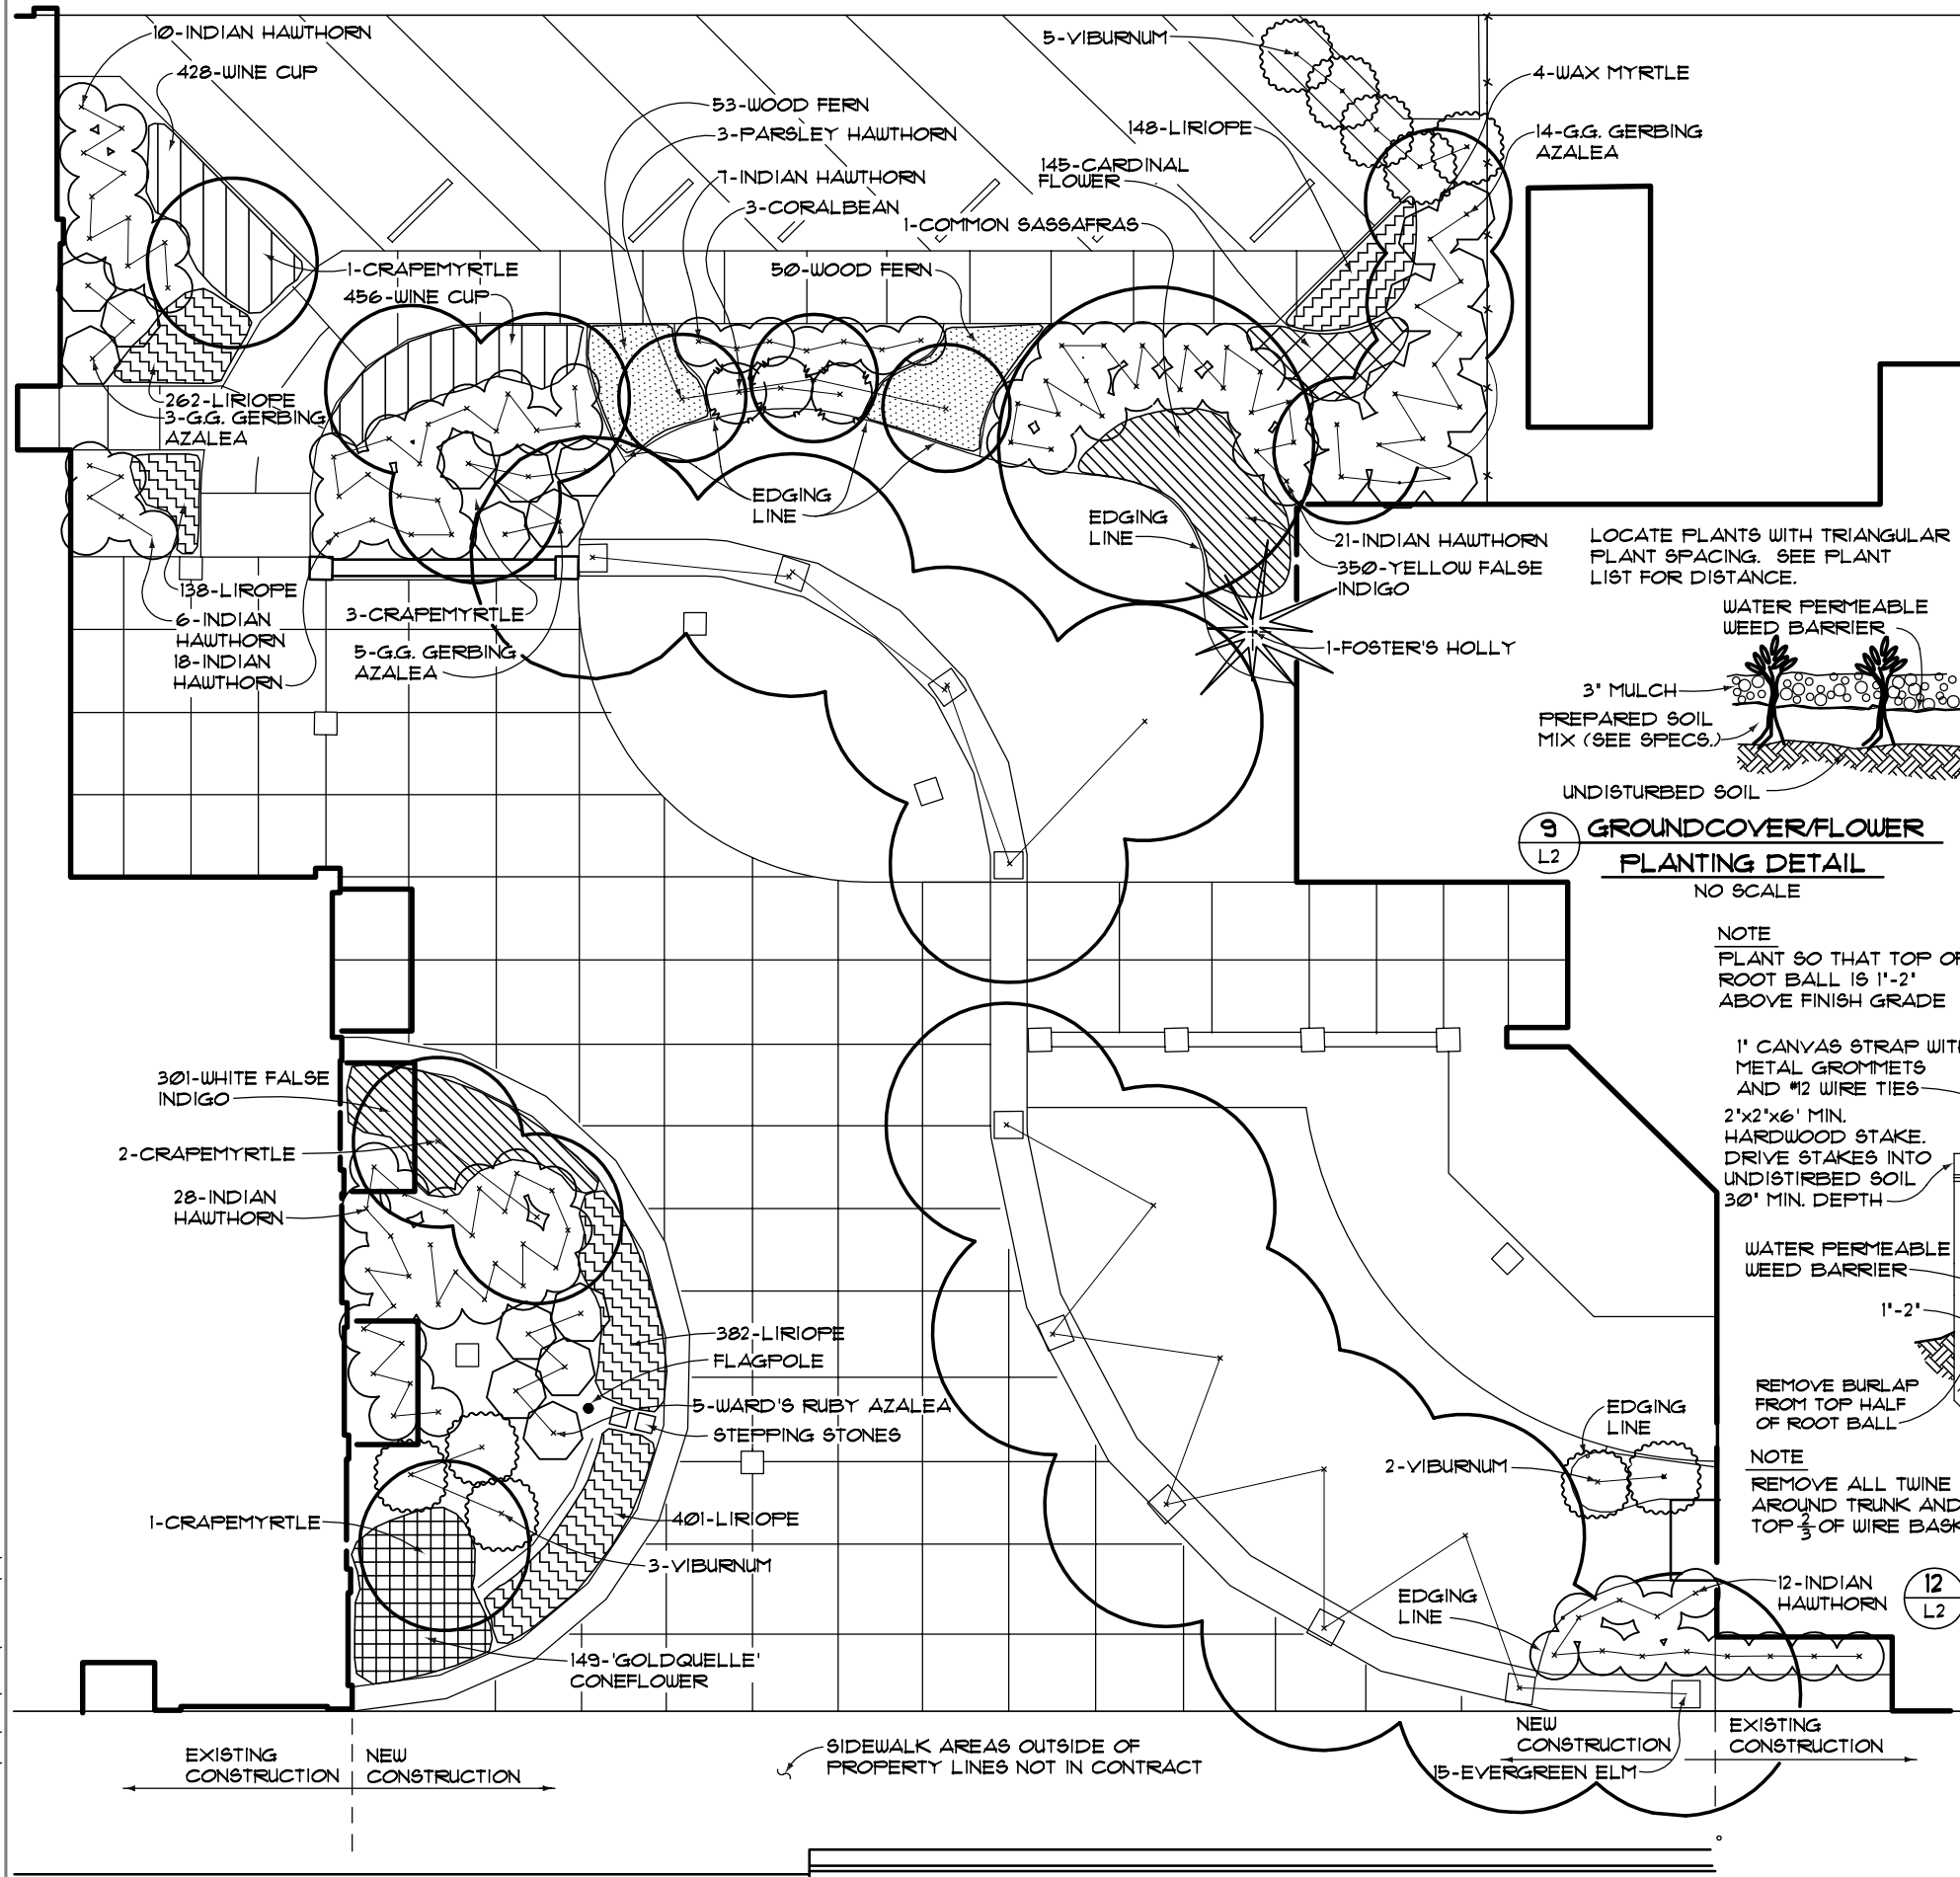 10-INDIAN HAWTHORN
428-WINE CUP
53-WOOD FERN
3-PARSLEY HAWTHORN
7-INDIAN HAWTHORN
3-CORALBEAN
5-VIBURNUM
148-LIRIOPE
145-CARDINAL
FLOWER
1-COMMON SASSAFRAS
50-WOOD FERN
4-WAX MYRTLE
14-G.G. GERBING
AZALEA
1-CRAPEMYRTLE
456-WINE CUP
262-LIRIOPE
3-G.G. GERBING
AZALEA
EDGING
LINE
EDGING
LINE
21-INDIAN HAWTHORN
350-YELLOW FALSE
INDIGO
1-FOSTER'S HOLLY
138-LIROPE
6-INDIAN
HAWTHORN
18-INDIAN
HAWTHORN
3-CRAPEMYRTLE
5-G.G. GERBING
AZALEA
LOCATE PLANTS WITH TRIANGULAR
PLANT SPACING. SEE PLANT
LIST FOR DISTANCE.
WATER PERMEABLE
WEED BARRIER
3" MULCH
PREPARED SOIL
MIX (SEE SPECS.)
UNDISTURBED SOIL
9
L2
GROUNDCOVER/FLOWER
PLANTING DETAIL
NO SCALE
NOTE
PLANT SO THAT TOP OF
ROOT BALL IS 1"-2"
ABOVE FINISH GRADE
1" CANVAS STRAP WITH
METAL GROMMETS
AND #12 WIRE TIES
2"x2"x6' MIN.
HARDWOOD STAKE.
DRIVE STAKES INTO
UNDISTIRBED SOIL
30" MIN. DEPTH
WATER PERMEABLE
WEED BARRIER
1"-2"
REMOVE BURLAP
FROM TOP HALF
OF ROOT BALL
NOTE
REMOVE ALL TWINE
AROUND TRUNK AND
TOP 2/3 OF WIRE BASK
12
L2
301-WHITE FALSE
INDIGO
2-CRAPEMYRTLE
28-INDIAN
HAWTHORN
382-LIRIOPE
FLAGPOLE
5-WARD'S RUBY AZALEA
STEPPING STONES
1-CRAPEMYRTLE
401-LIRIOPE
3-VIBURNUM
149-'GOLDQUELLE'
CONEFLOWER
EDGING
LINE
2-VIBURNUM
EDGING
LINE
12-INDIAN
HAWTHORN
EXISTING
CONSTRUCTION
NEW
CONSTRUCTION
SIDEWALK AREAS OUTSIDE OF
PROPERTY LINES NOT IN CONTRACT
NEW
CONSTRUCTION
EXISTING
CONSTRUCTION
15-EVERGREEN ELM